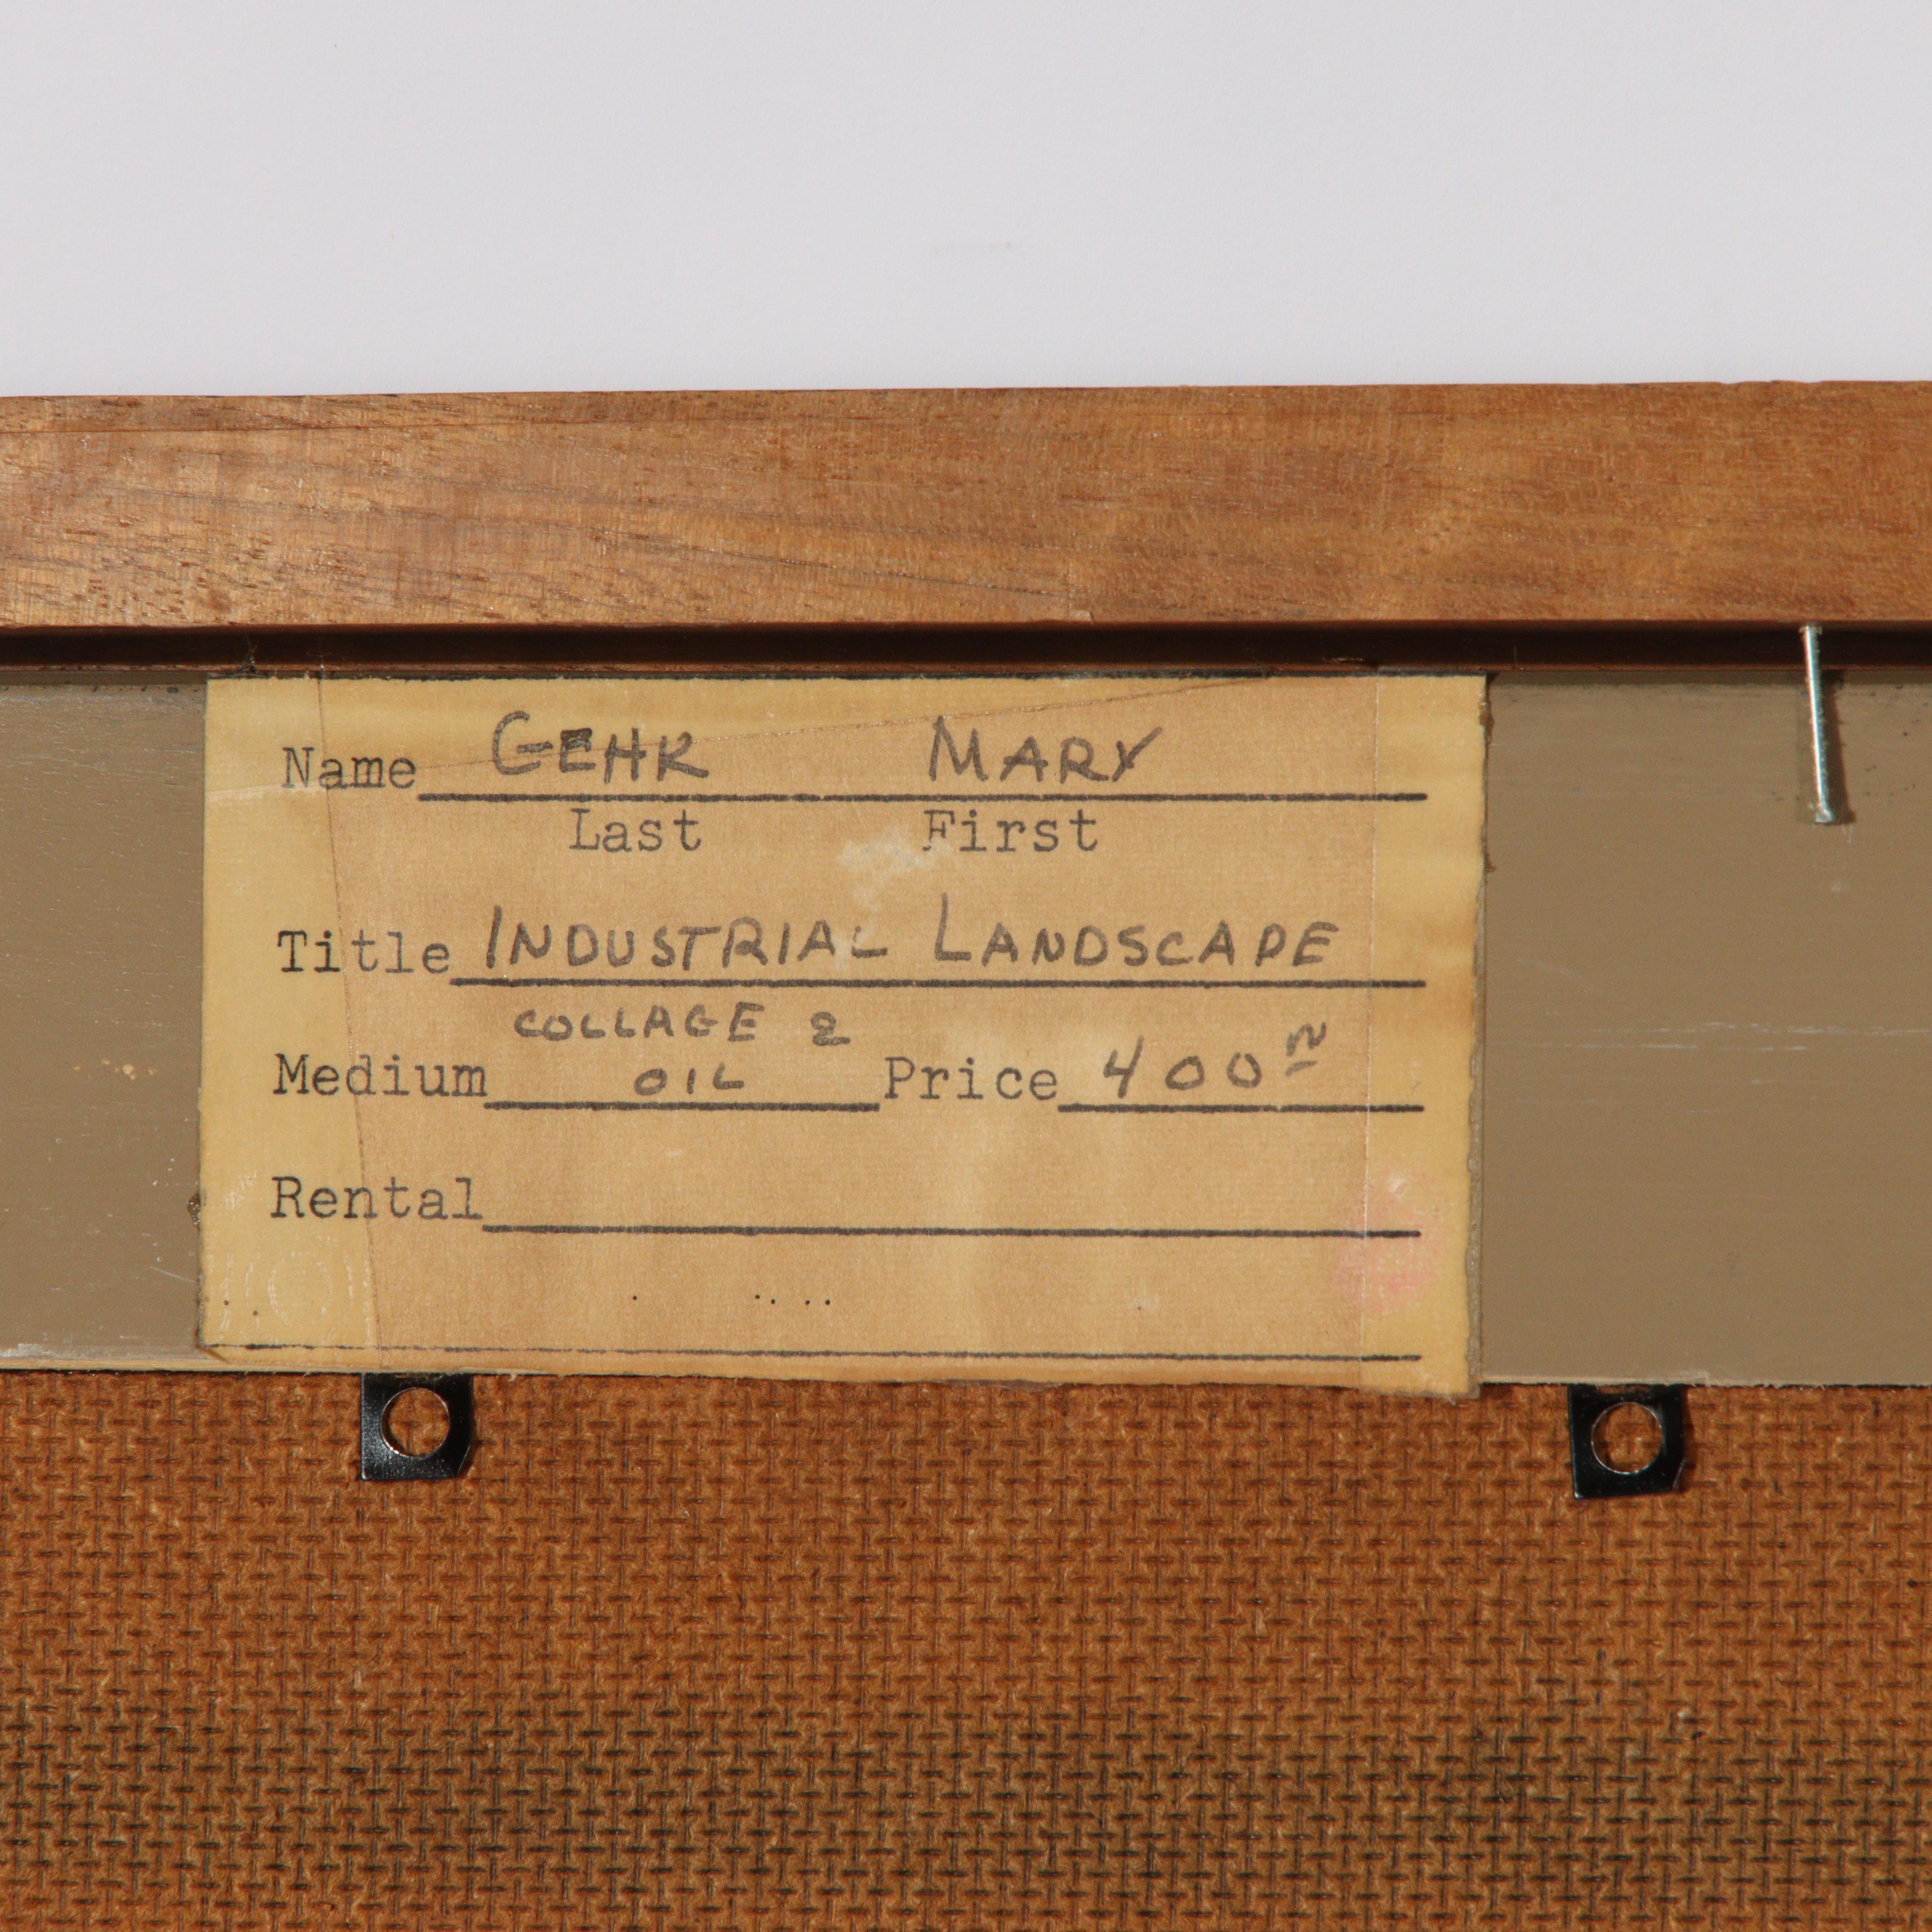 Name GEHR MARY
Last First
Title INDUSTRIAL LANDSCAPE
COLLAGE &
Medium OIL Price 400
Rental